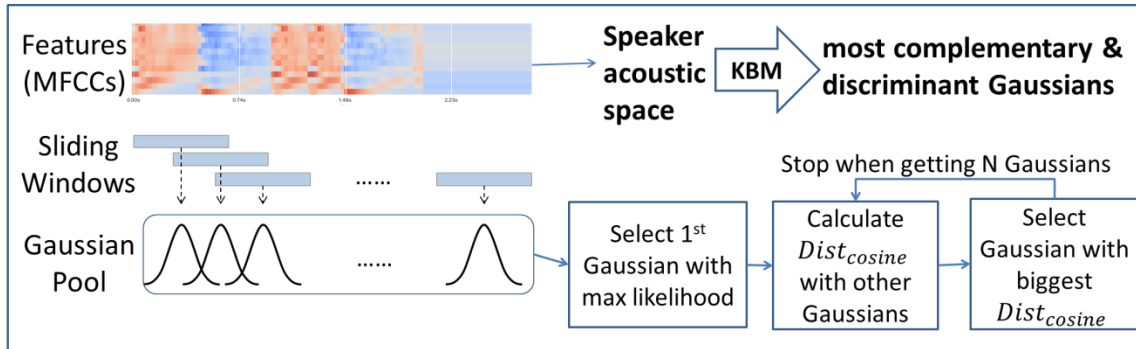 Features
(MFCCs)
0.00s
0.74s
1.48s
2.23s
Speaker
acoustic
space
KBM
most complementary &
discriminant Gaussians
Sliding
Windows
......
Gaussian
Pool
......
Select 1st
Gaussian with
max likelihood
Stop when getting N Gaussians
Calculate
Dist_cosine
with other
Gaussians
Select
Gaussian with
biggest
Dist_cosine